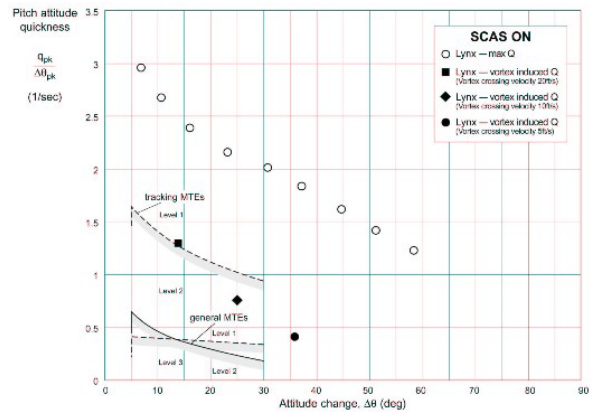 Pitch attitude
quickness
q_pk
Δθ_pk
(1/sec)
3.5
3
2.5
2
1.5
1
0.5
0
SCAS ON
Lynx — max Q
Lynx — vortex induced Q
(Vortex crossing velocity 20ft/s)
Lynx — vortex induced Q
(Vortex crossing velocity 10ft/s)
Lynx — vortex induced Q
(Vortex crossing velocity 5ft/s)
tracking MTEs
Level 1
Level 2
general MTEs
Level 1
Level 3
Level 2
0 10 20 30 40 50 60 70 80 90
Attitude change, Δθ (deg)